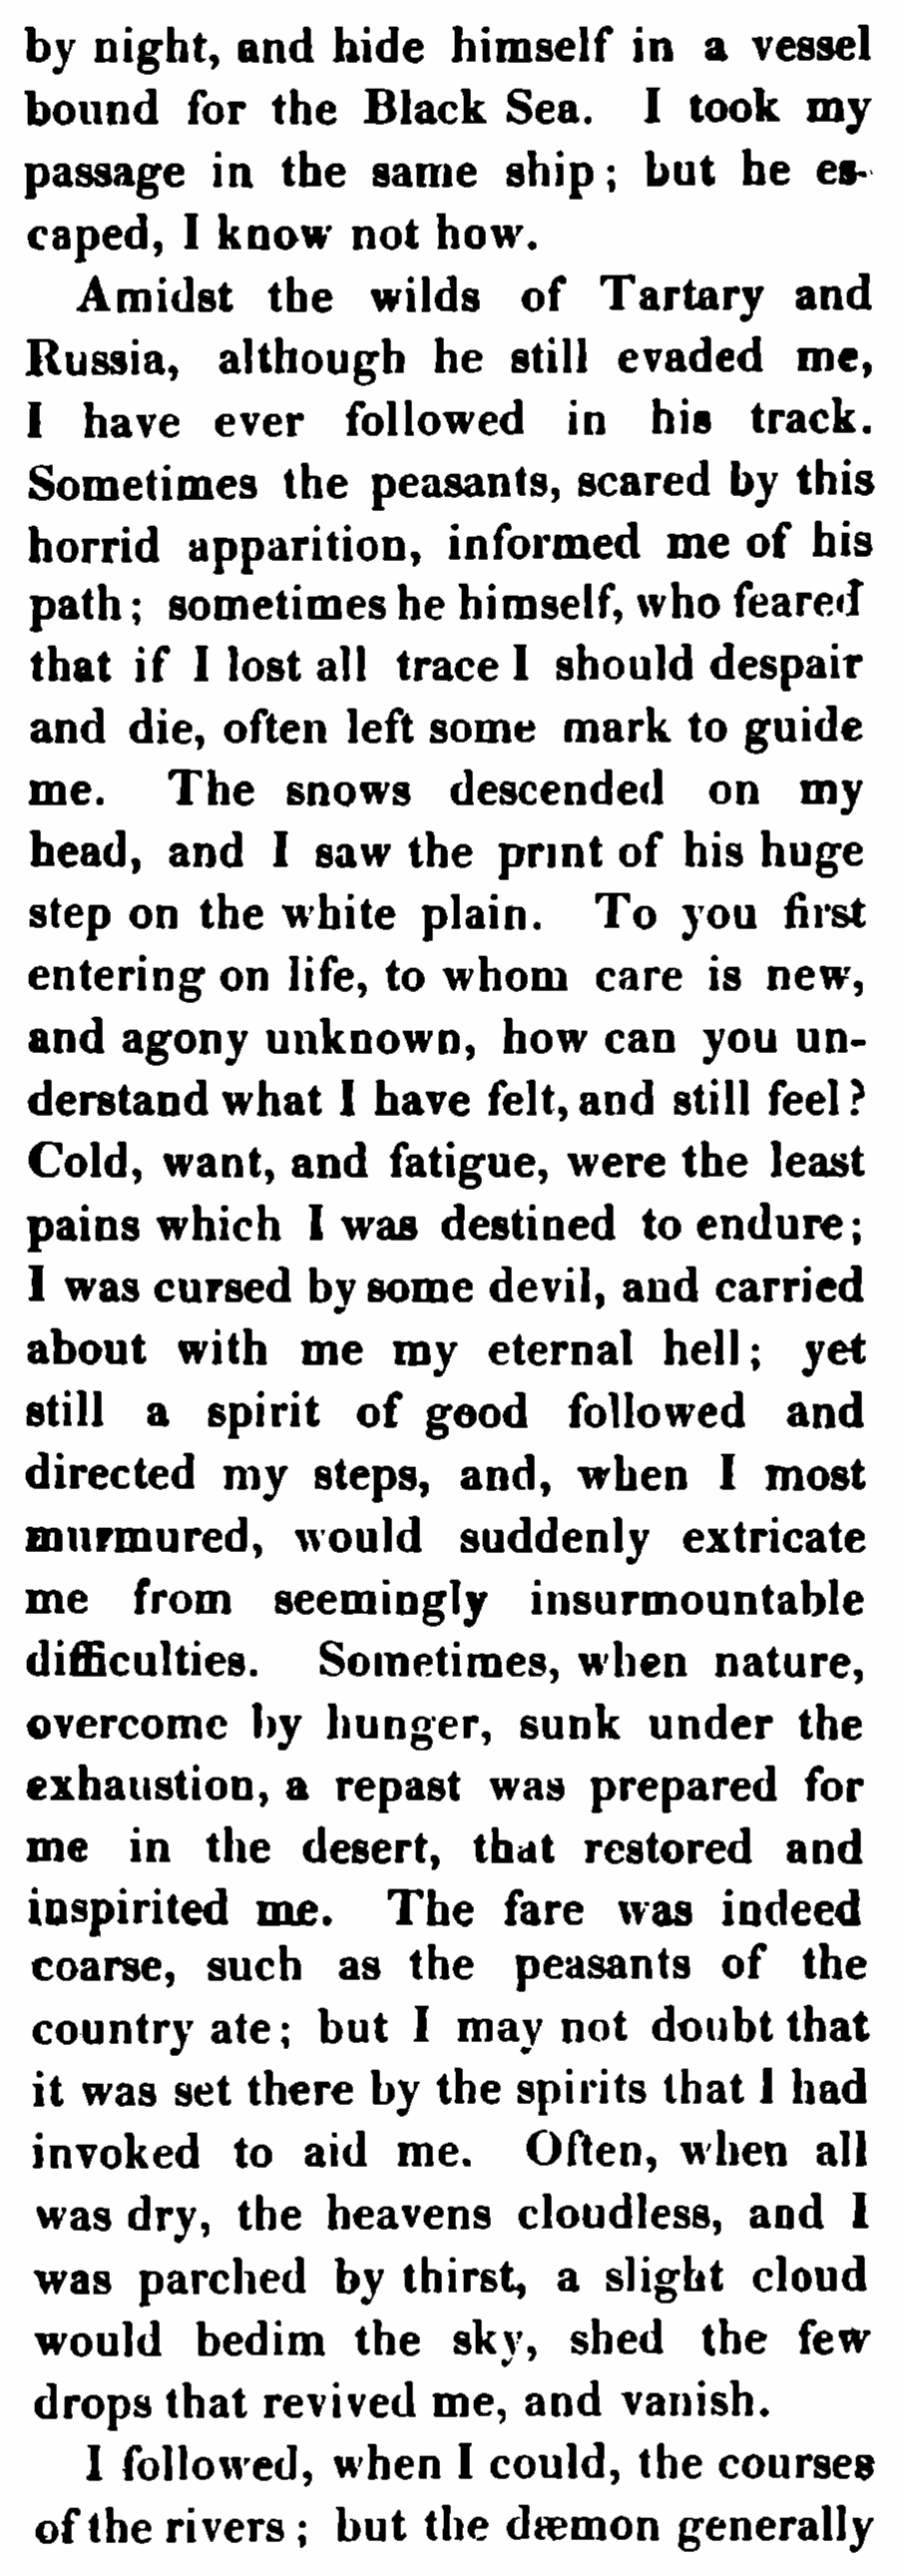 by night, and hide himself in a vessel
bound for the Black Sea. I took my
passage in the same ship; but he es-
caped, I know not how.
Amidst the wilds of Tartary and
Russia, although he still evaded me,
I have ever followed in his track.
Sometimes the peasants, scared by this
horrid apparition, informed me of his
path; sometimes he himself, who feared
that if I lost all trace I should despair
and die, often left some mark to guide
me. The snows descended on my
head, and I saw the print of his huge
step on the white plain. To you first
entering on life, to whom care is new,
and agony unknown, how can you un-
derstand what I have felt, and still feel?
Cold, want, and fatigue, were the least
pains which I was destined to endure;
I was cursed by some devil, and carried
about with me my eternal hell; yet
still a spirit of good followed and
directed my steps, and, when I most
murmured, would suddenly extricate
me from seemingly insurmountable
difficulties. Sometimes, when nature,
overcome by hunger, sunk under the
exhaustion, a repast was prepared for
me in the desert, that restored and
inspirited me. The fare was indeed
coarse, such as the peasants of the
country ate; but I may not doubt that
it was set there by the spirits that I had
invoked to aid me. Often, when all
was dry, the heavens cloudless, and I
was parched by thirst, a slight cloud
would bedim the sky, shed the few
drops that revived me, and vanish.
I followed, when I could, the courses
of the rivers; but the dæmon generally